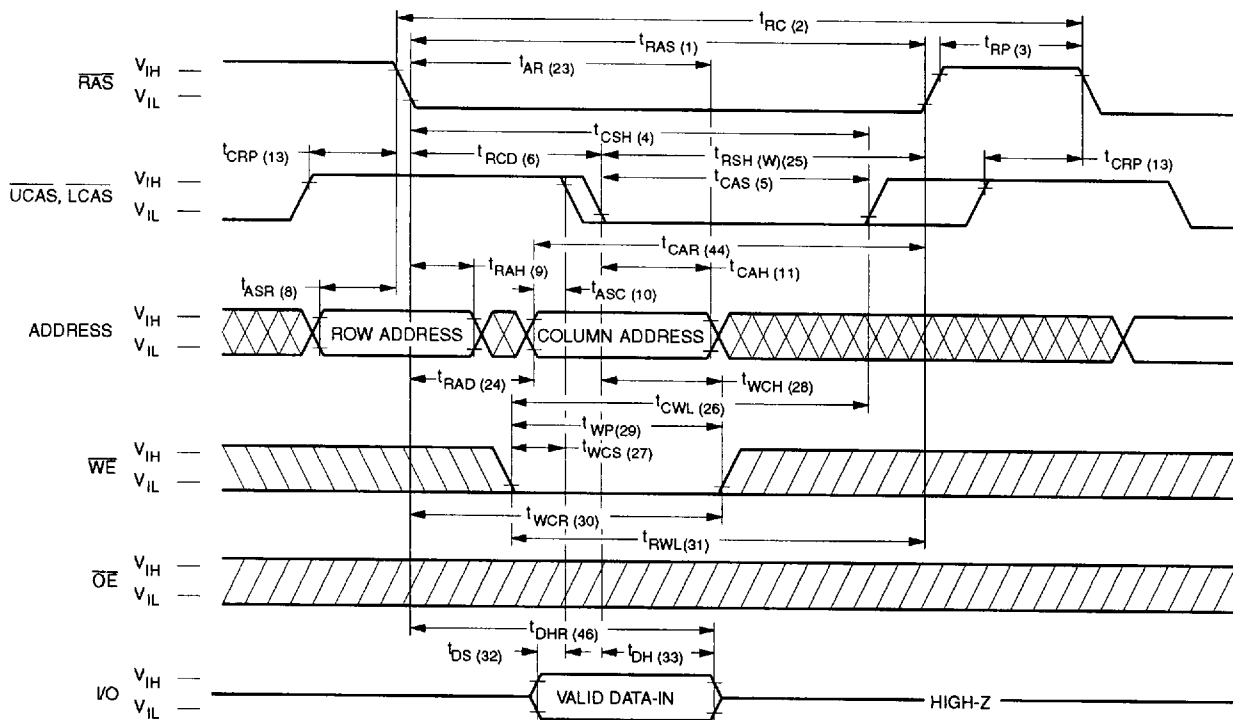 tRC (2)
tRAS (1)
tRP (3)
tAR (23)
RAS
VIH
VIL
tCSH (4)
tCRP (13)
tRCD (6)
tRSH (W)(25)
tCRP (13)
tCAS (5)
UCAS, LCAS
VIH
VIL
tCAR (44)
tRAH (9)
tCAH (11)
tASR (8)
tASC (10)
ADDRESS
VIH
VIL
ROW ADDRESS
COLUMN ADDRESS
tRAD (24)
tWCH (28)
tCWL (26)
tWP(29)
tWCS (27)
WE
VIH
VIL
tWCR (30)
tRWL(31)
OE
VIH
VIL
tDHR (46)
tDS (32)
tDH (33)
I/O
VIH
VIL
VALID DATA-IN
HIGH-Z